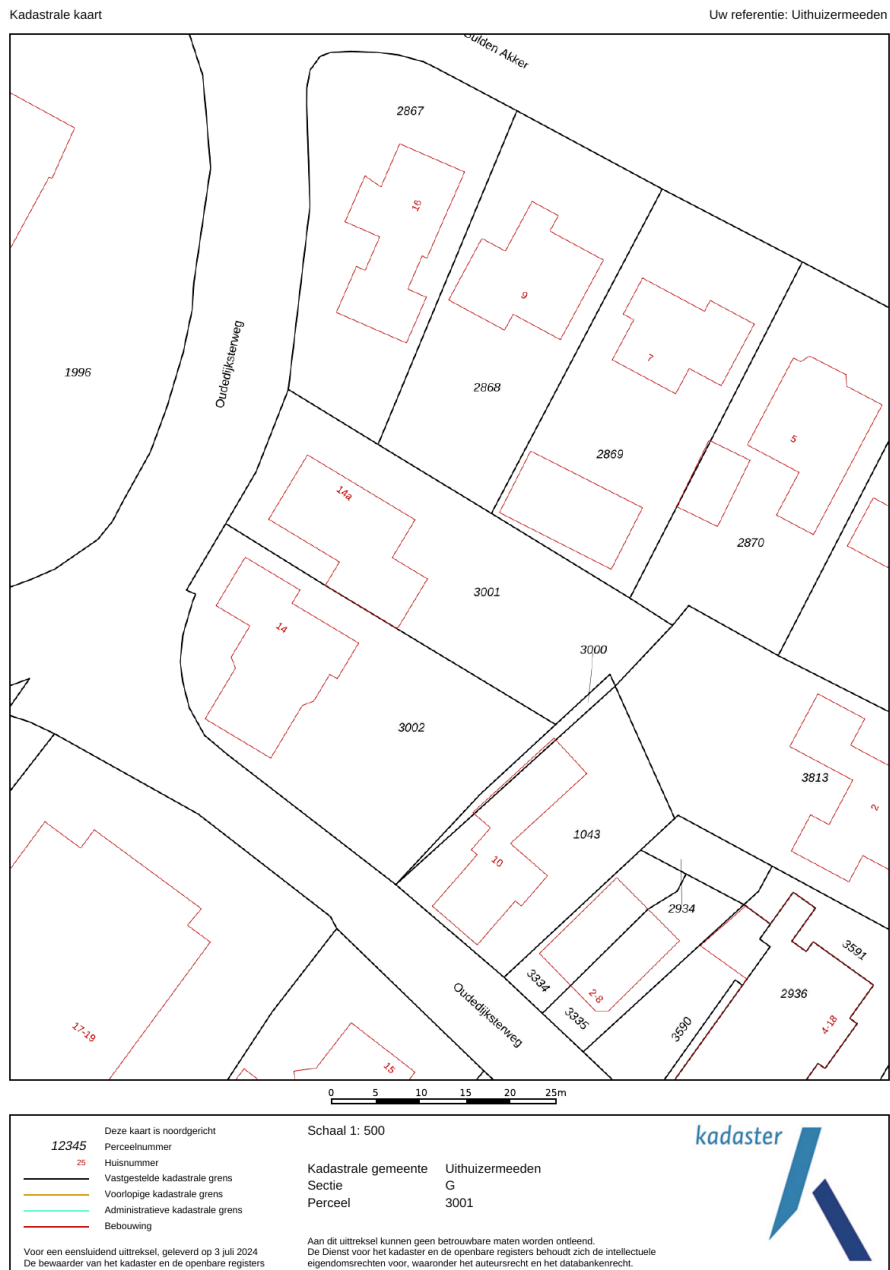 Kadastrale kaart
Uw referentie: Uithuizermeeden
Gulden Akker
2867
16
9
7
1996
Oudedijksterweg
2868
5
2869
14a
2870
3001
14
3000
3002
3813
2
1043
10
2934
3591
3334
2-8
2936
3335
Oudedijksterweg
3590
4-18
17-19
15
0 5 10 15 20 25m
Deze kaart is noordgericht
12345 Perceelnummer
25 Huisnummer
Vastgestelde kadastrale grens
Voorlopige kadastrale grens
Administratieve kadastrale grens
Bebouwing
Voor een eensluidend uittreksel, geleverd op 3 juli 2024
De bewaarder van het kadaster en de openbare registers
Schaal 1: 500
Kadastrale gemeente Uithuizermeeden
Sectie G
Perceel 3001
Aan dit uittreksel kunnen geen betrouwbare maten worden ontleend.
De Dienst voor het kadaster en de openbare registers behoudt zich de intellectuele
eigendomsrechten voor, waaronder het auteursrecht en het databankenrecht.
kadaster